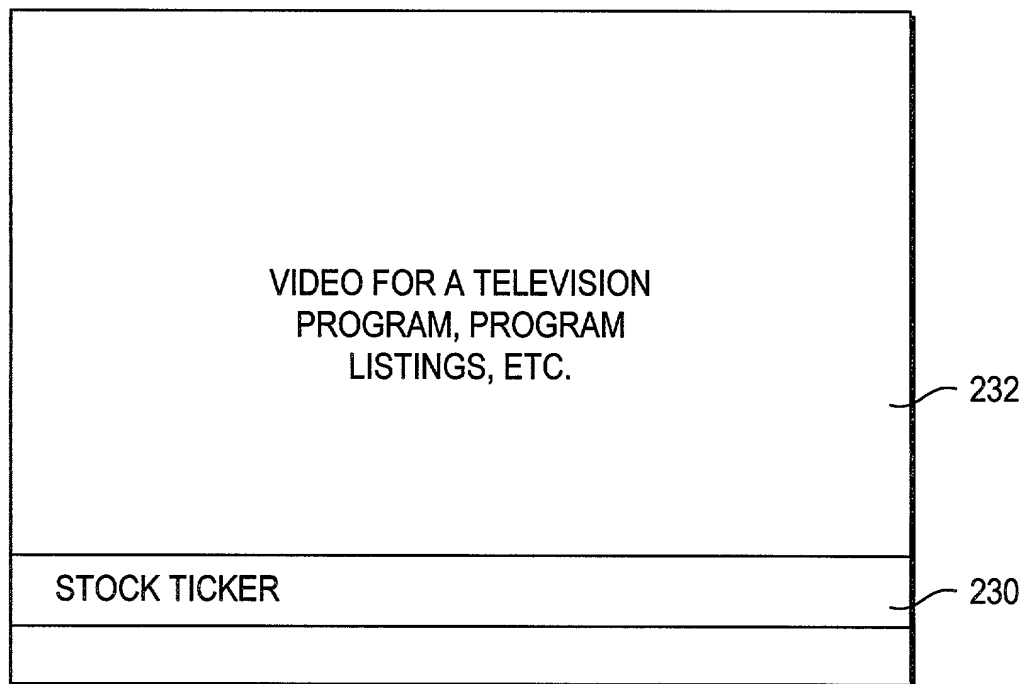 VIDEO FOR A TELEVISION
PROGRAM, PROGRAM
LISTINGS, ETC.
232
STOCK TICKER
230